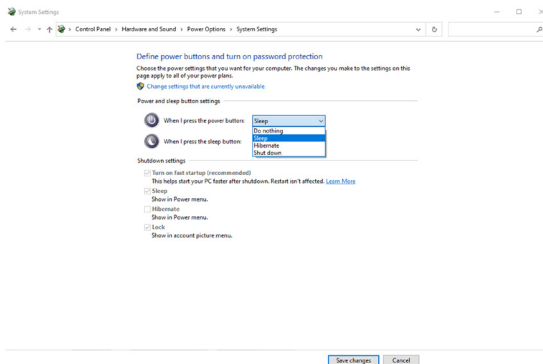 System Settings
Control Panel > Hardware and Sound > Power Options > System Settings
Define power buttons and turn on password protection
Choose the power settings that you want for your computer. The changes you make to the settings on this
page apply to all of your power plans.
Change settings that are currently unavailable
Power and sleep button settings
When I press the power button: Sleep
Do nothing
Sleep
Hibernate
Shut down
When I press the sleep button:
Shutdown settings
Turn on fast startup (recommended)
This helps start your PC faster after shutdown. Restart isn't affected. Learn More
Sleep
Show in Power menu.
Hibernate
Show in Power menu.
Lock
Show in account picture menu.
Save changes Cancel